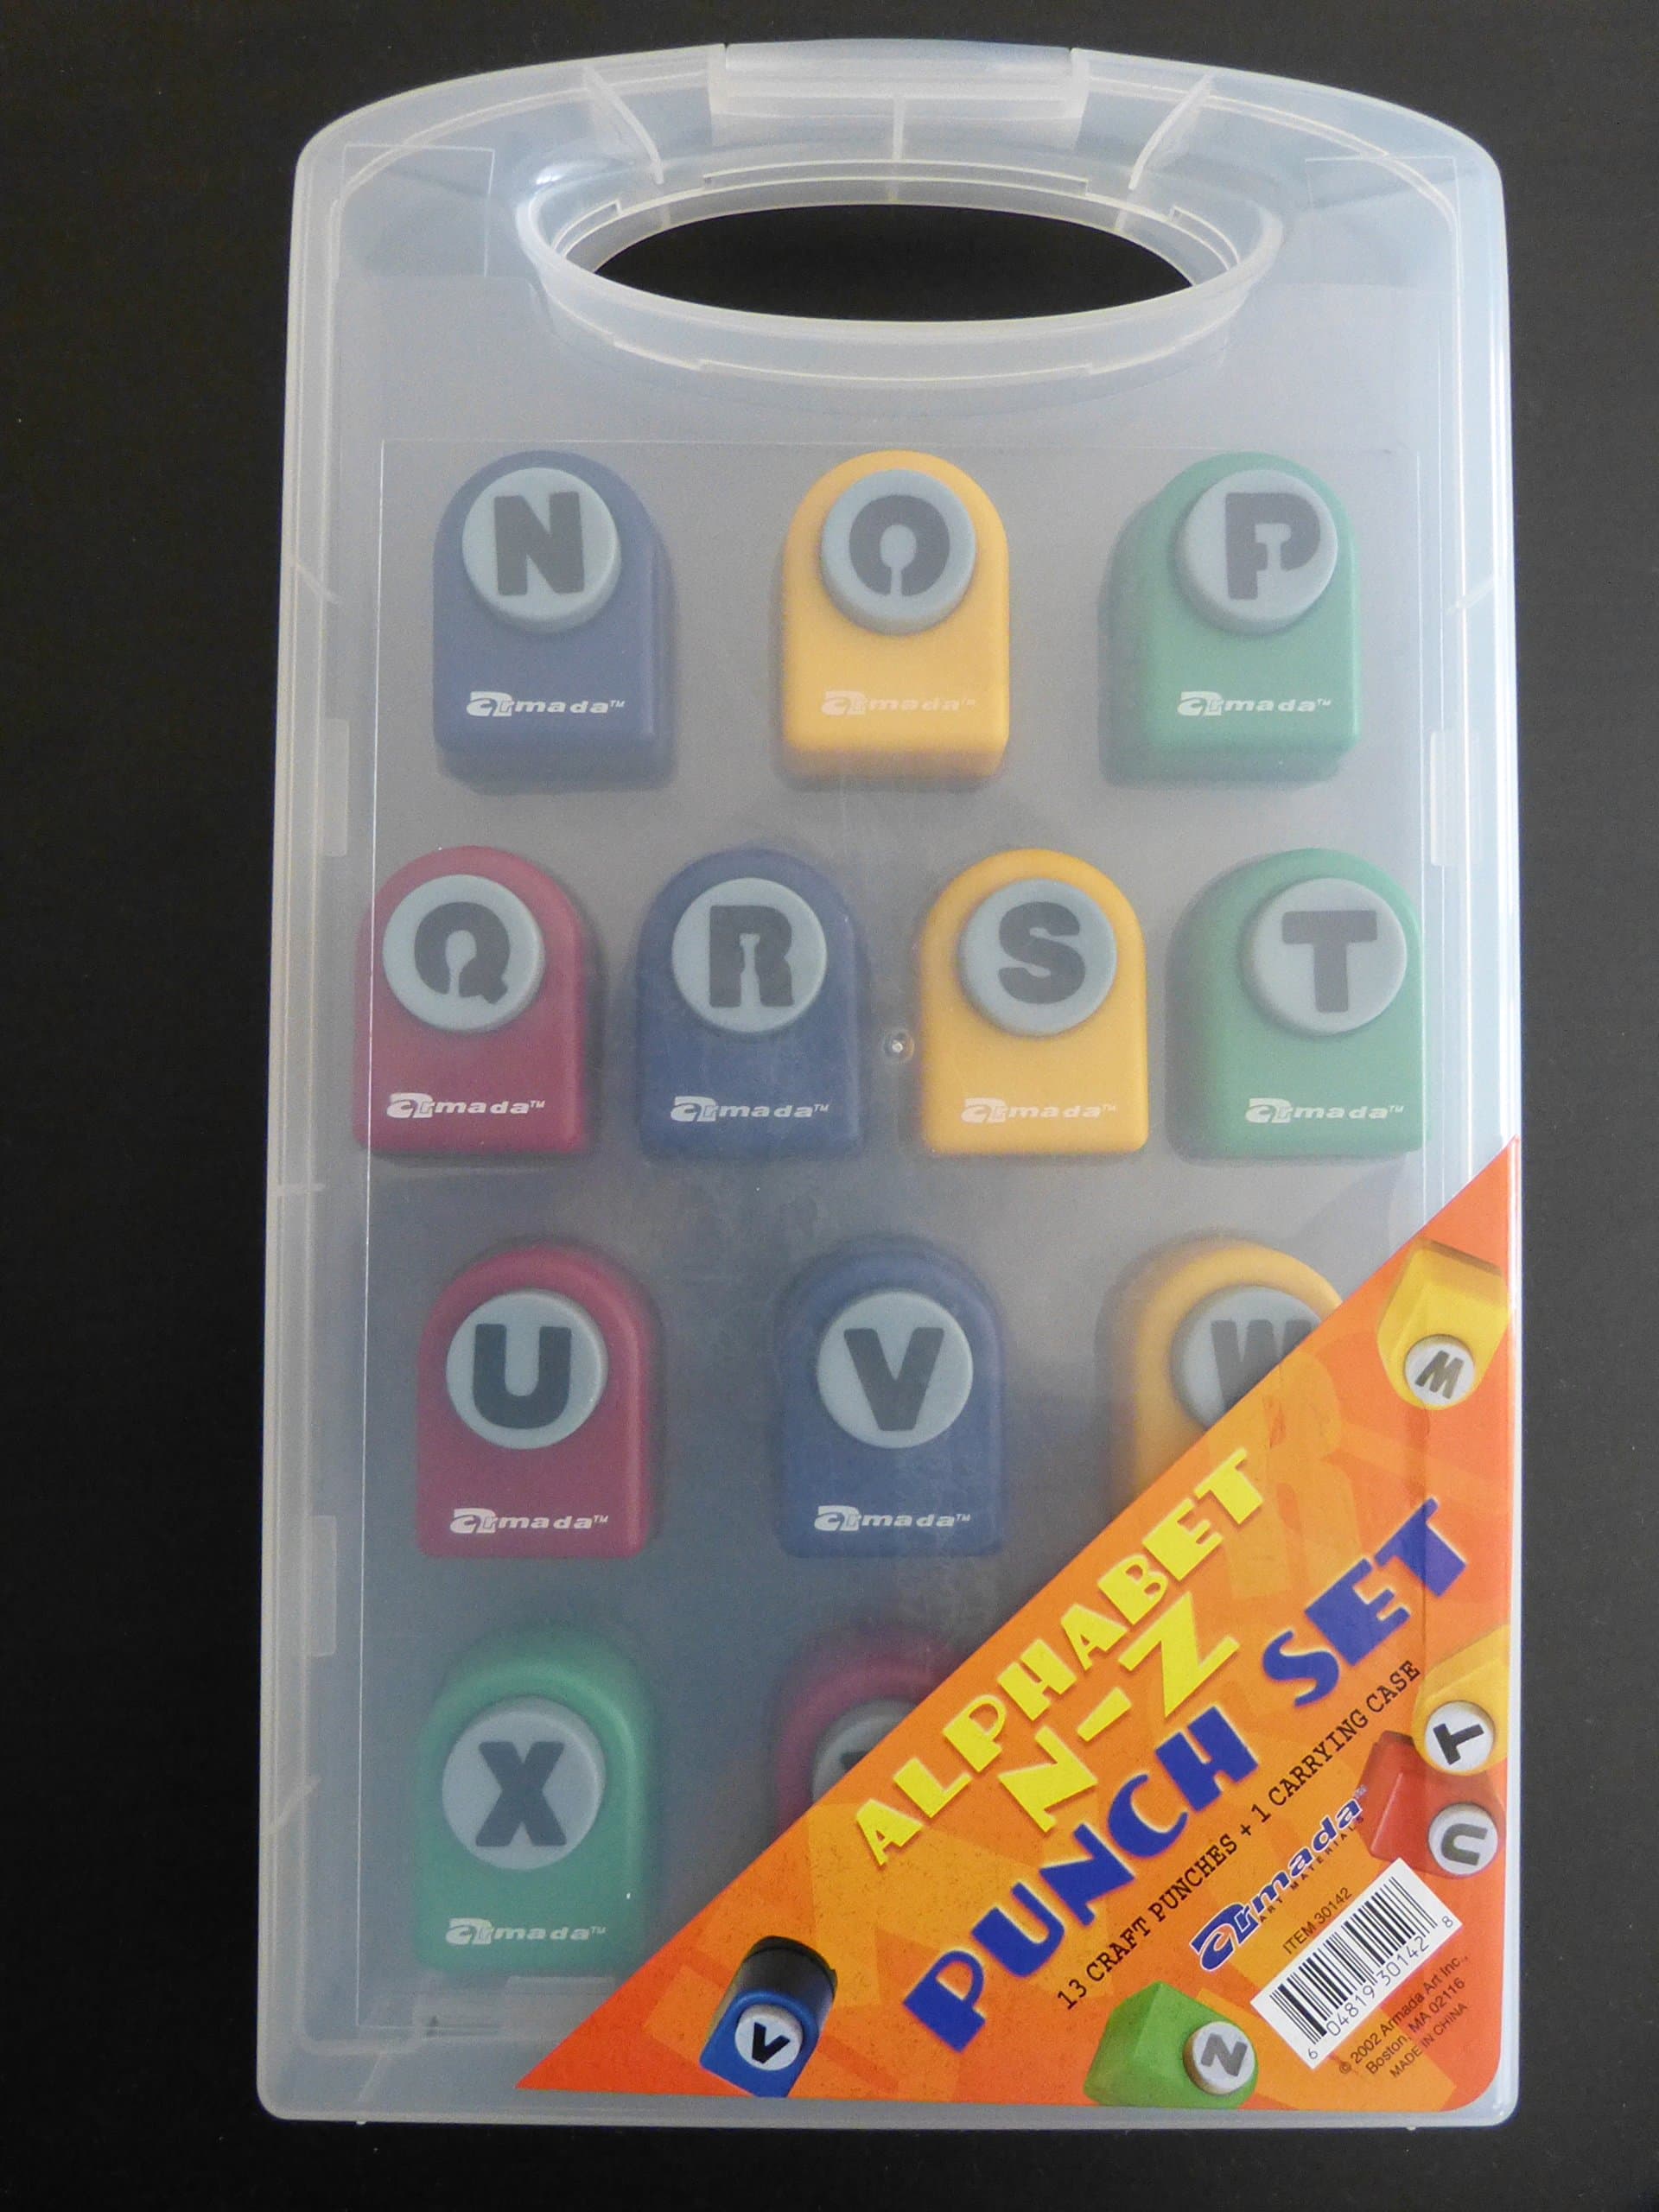 N O P
armada™ armada™ armada™
Q R S T
armada™ armada™ armada™ armada™
U V W
armada™ armada™
X
armada™
ALPHABET
N-Z
PUNCH SET
13 CRAFT PUNCHES + 1 CARRYING CASE
armada™
ART MATERIALS
ITEM 30142
6 04819 30142 8
© 2002 Armada Art Inc.,
Boston, MA 02116
MADE IN CHINA
W
T
U
V
N